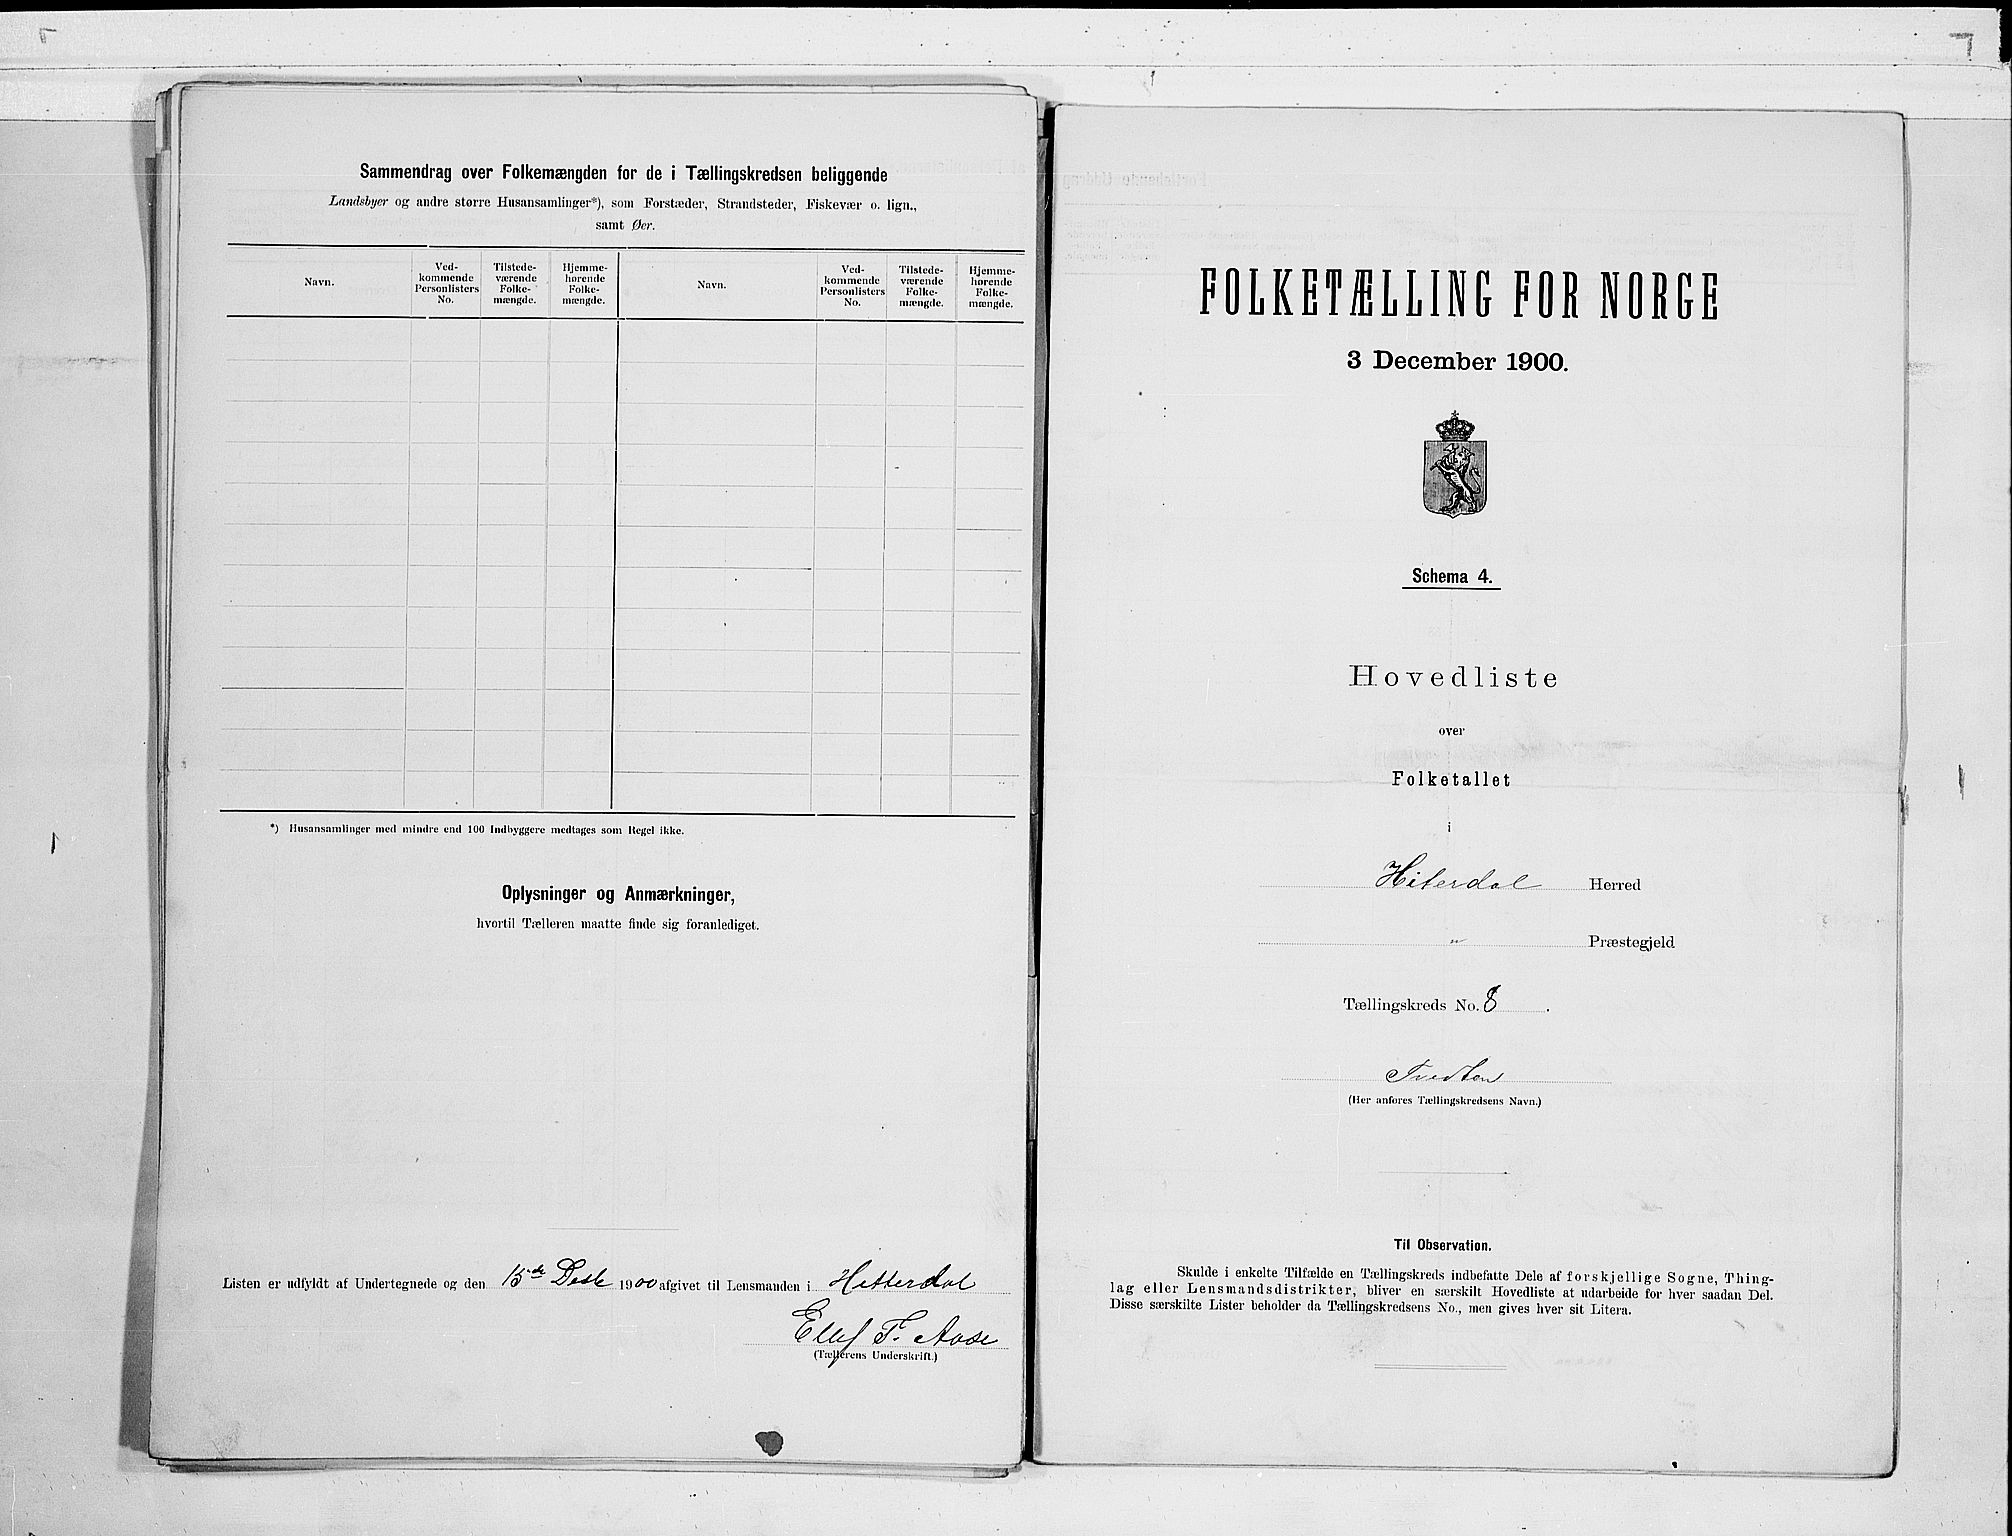 Sammendrag over Folkemængden for de i Tællingskredsen beliggende
Landsbyer og andre større Husansamlinger*), som Forstæder, Strandsteder, Fiskevær o. lign.,
samt Øer.
Navn.
Ved-
kommende
Personlisters
No.
Tilstede-
værende
Folke-
mængde.
Hjemme-
hørende
Folke-
mængde.
Navn.
Ved-
kommende
Personlisters
No.
Tilstede-
værende
Folke-
mængde.
Hjemme-
hørende
Folke-
mængde.
*) Husansamlinger med mindre end 100 Indbyggere medtages som Regel ikke.
Oplysninger og Anmærkninger,
hvortil Tælleren maatte finde sig foranlediget.
Listen er udfyldt af Undertegnede og den 15de 1900 afgivet til Lensmanden i Hitterdal
Ellef F. Aase
(Tællerens Underskrift.)
FOLKETÆLLING FOR NORGE
3 December 1900.
Schema 4.
Hovedliste
over
Folketallet
i
Hiterdal Herred
" Præstegjeld
Tællingskreds No. 8.
Tvedten
(Her anføres Tællingskredsens Navn.)
Til Observation.
Skulde i enkelte Tilfælde en Tællingskreds indbefatte Dele af forskjellige Sogne, Thing-
lag eller Lensmandsdistrikter, bliver en særskilt Hovedliste at udarbeide for hver saadan Del.
Disse særskilte Lister beholder da Tællingskredsens No., men gives hver sit Litera.